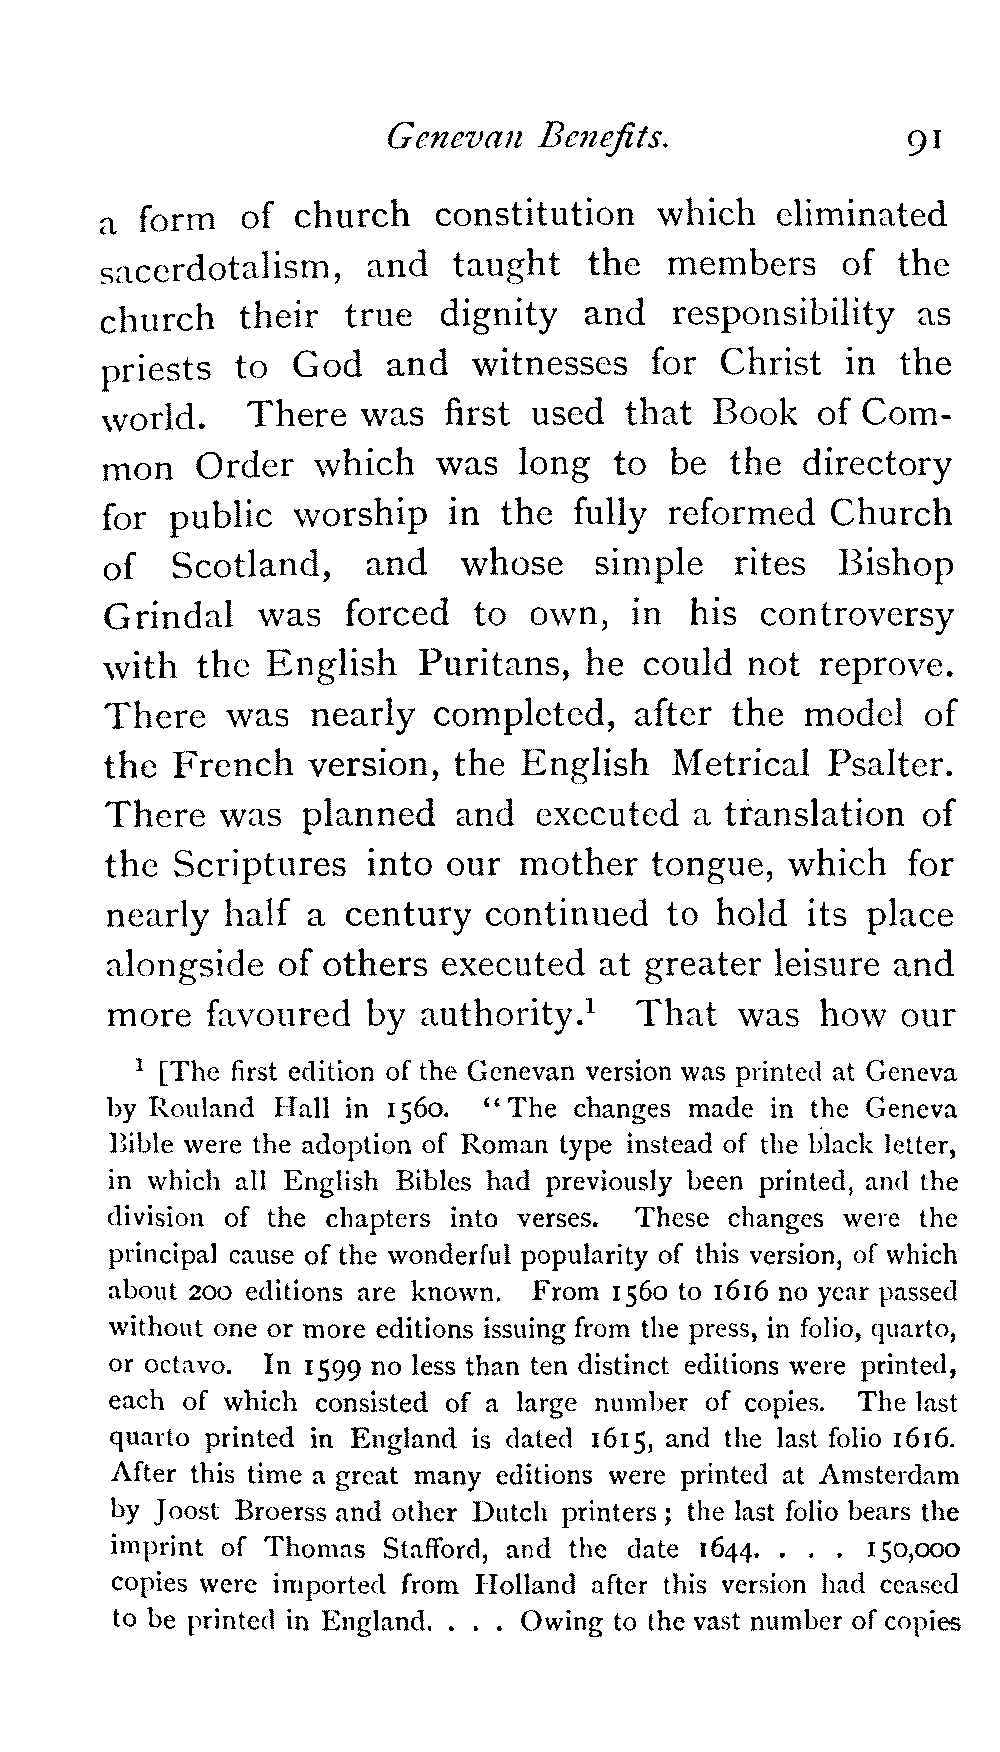 Genevan Benefits. 91
a form of church constitution which eliminated
sacerdotalism, and taught the members of the
church their true dignity and responsibility as
priests to God and witnesses for Christ in the
world. There was first used that Book of Com-
mon Order which was long to be the directory
for public worship in the fully reformed Church
of Scotland, and whose simple rites Bishop
Grindal was forced to own, in his controversy
with the English Puritans, he could not reprove.
There was nearly completed, after the model of
the French version, the English Metrical Psalter.
There was planned and executed a translation of
the Scriptures into our mother tongue, which for
nearly half a century continued to hold its place
alongside of others executed at greater leisure and
more favoured by authority.¹ That was how our
¹ [The first edition of the Genevan version was printed at Geneva
by Rouland Hall in 1560. “The changes made in the Geneva
Bible were the adoption of Roman type instead of the black letter,
in which all English Bibles had previously been printed, and the
division of the chapters into verses. These changes were the
principal cause of the wonderful popularity of this version, of which
about 200 editions are known. From 1560 to 1616 no year passed
without one or more editions issuing from the press, in folio, quarto,
or octavo. In 1599 no less than ten distinct editions were printed,
each of which consisted of a large number of copies. The last
quarto printed in England is dated 1615, and the last folio 1616.
After this time a great many editions were printed at Amsterdam
by Joost Broerss and other Dutch printers; the last folio bears the
imprint of Thomas Stafford, and the date 1644. . . . 150,000
copies were imported from Holland after this version had ceased
to be printed in England. . . . Owing to the vast number of copies